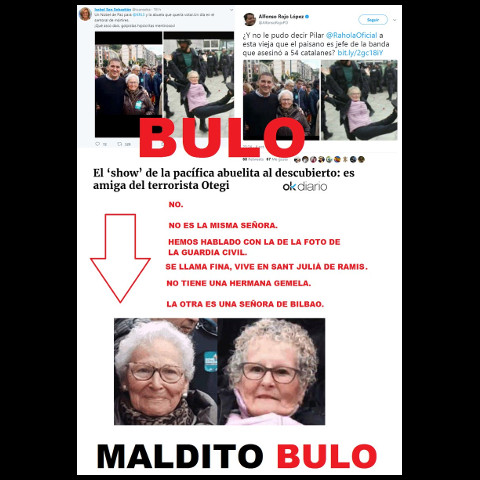 Isabel San Sebastián
Alfonso Rojo López
@AlfonsoRojoPD
Seguir
¿Y no le pudo decir Pilar @RaholaOficial a
esta vieja que el paisano es jefe de la banda
que asesinó a 54 catalanes?
BULO
El ‘show’ de la pacífica abuelita al descubierto: es
amiga del terrorista Otegi
okdiario
NO.
NO ES LA MISMA SEÑORA.
HEMOS HABLADO CON LA DE LA FOTO DE
LA GUARDIA CIVIL.
SE LLAMA FINA, VIVE EN SANT JULIÀ DE RAMIS.
NO TIENE UNA HERMANA GEMELA.
LA OTRA ES UNA SEÑORA DE BILBAO.
MALDITO BULO